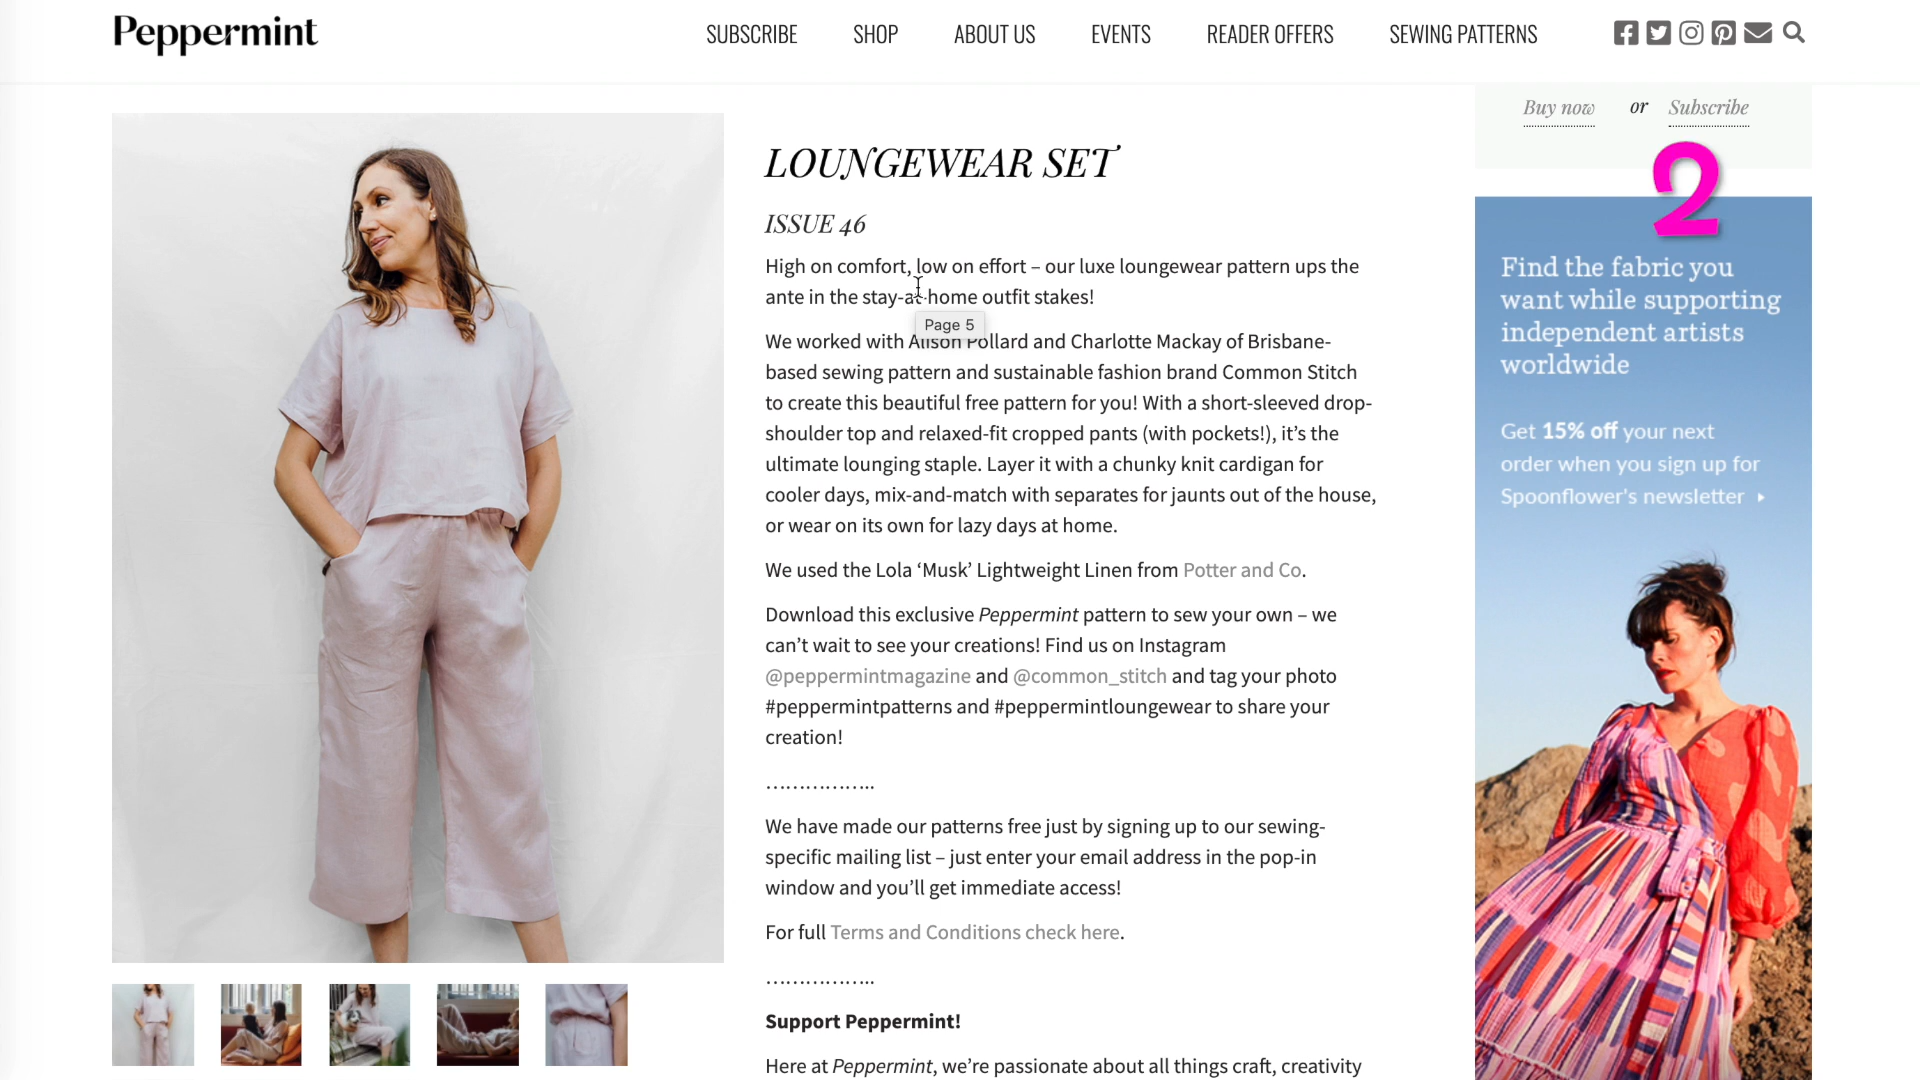 Peppermint
SUBSCRIBE SHOP ABOUT US EVENTS READER OFFERS SEWING PATTERNS
LOUNGEWEAR SET
ISSUE 46
High on comfort, low on effort – our luxe loungewear pattern ups the
ante in the stay-at-home outfit stakes!
Page 5
We worked with Alison Pollard and Charlotte Mackay of Brisbane-
based sewing pattern and sustainable fashion brand Common Stitch
to create this beautiful free pattern for you! With a short-sleeved drop-
shoulder top and relaxed-fit cropped pants (with pockets!), it’s the
ultimate lounging staple. Layer it with a chunky knit cardigan for
cooler days, mix-and-match with separates for jaunts out of the house,
or wear on its own for lazy days at home.
We used the Lola ‘Musk’ Lightweight Linen from Potter and Co.
Download this exclusive Peppermint pattern to sew your own – we
can’t wait to see your creations! Find us on Instagram
@peppermintmagazine and @common_stitch and tag your photo
#peppermintpatterns and #peppermintloungewear to share your
creation!
……………..
We have made our patterns free just by signing up to our sewing-
specific mailing list – just enter your email address in the pop-in
window and you’ll get immediate access!
For full Terms and Conditions check here.
……………..
Support Peppermint!
Here at Peppermint, we’re passionate about all things craft, creativity
Buy now or Subscribe
2
Find the fabric you
want while supporting
independent artists
worldwide
Get 15% off your next
order when you sign up for
Spoonflower's newsletter